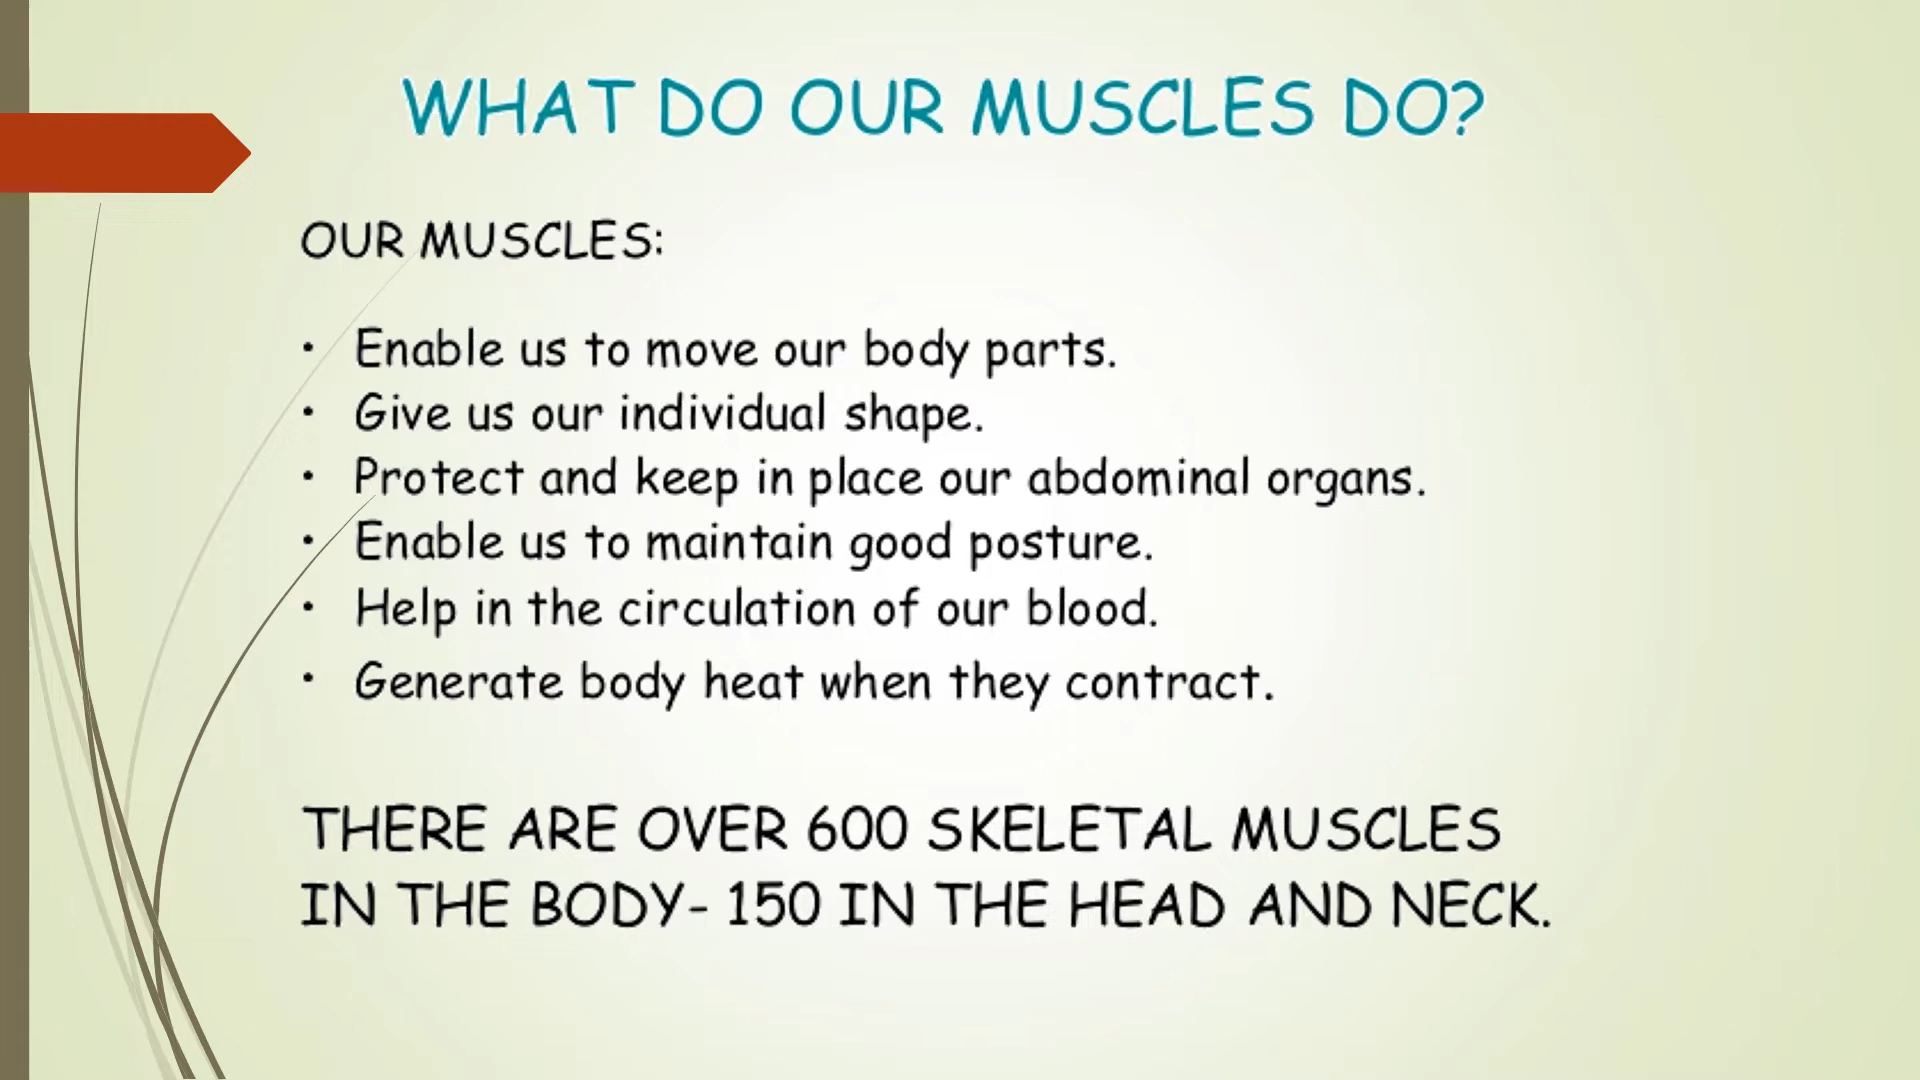 WHAT DO OUR MUSCLES DO?
OUR MUSCLES:
• Enable us to move our body parts.
• Give us our individual shape.
• Protect and keep in place our abdominal organs.
• Enable us to maintain good posture.
• Help in the circulation of our blood.
• Generate body heat when they contract.
THERE ARE OVER 600 SKELETAL MUSCLES
IN THE BODY- 150 IN THE HEAD AND NECK.